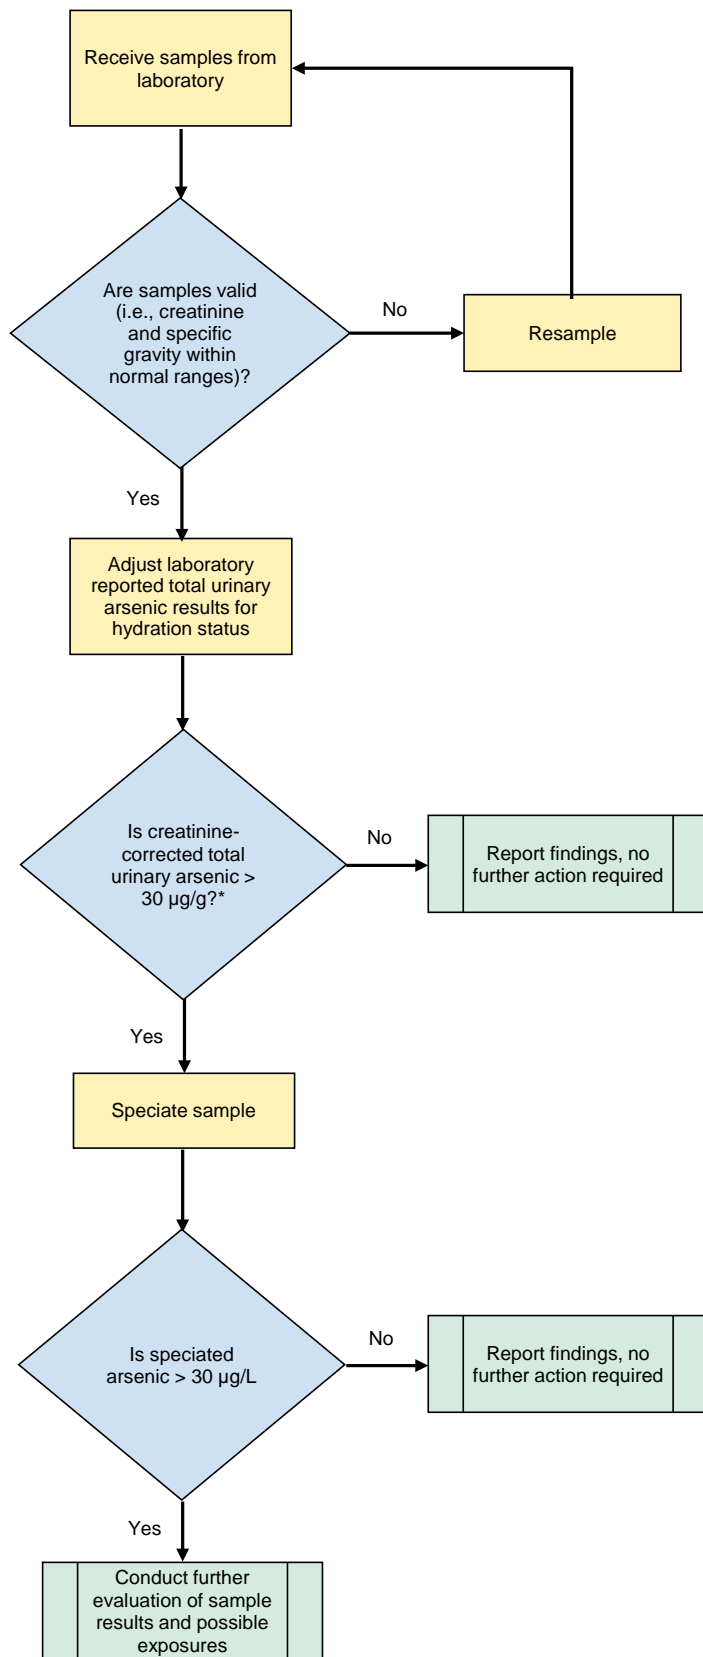 Receive samples from
laboratory
Are samples valid
(i.e., creatinine
and specific
gravity within
normal ranges)?
No
Resample
Yes
Adjust laboratory
reported total urinary
arsenic results for
hydration status
Is creatinine-
corrected total
urinary arsenic >
30 µg/g?*
No
Report findings, no
further action required
Yes
Speciate sample
Is speciated
arsenic > 30 µg/L
No
Report findings, no
further action required
Yes
Conduct further
evaluation of sample
results and possible
exposures